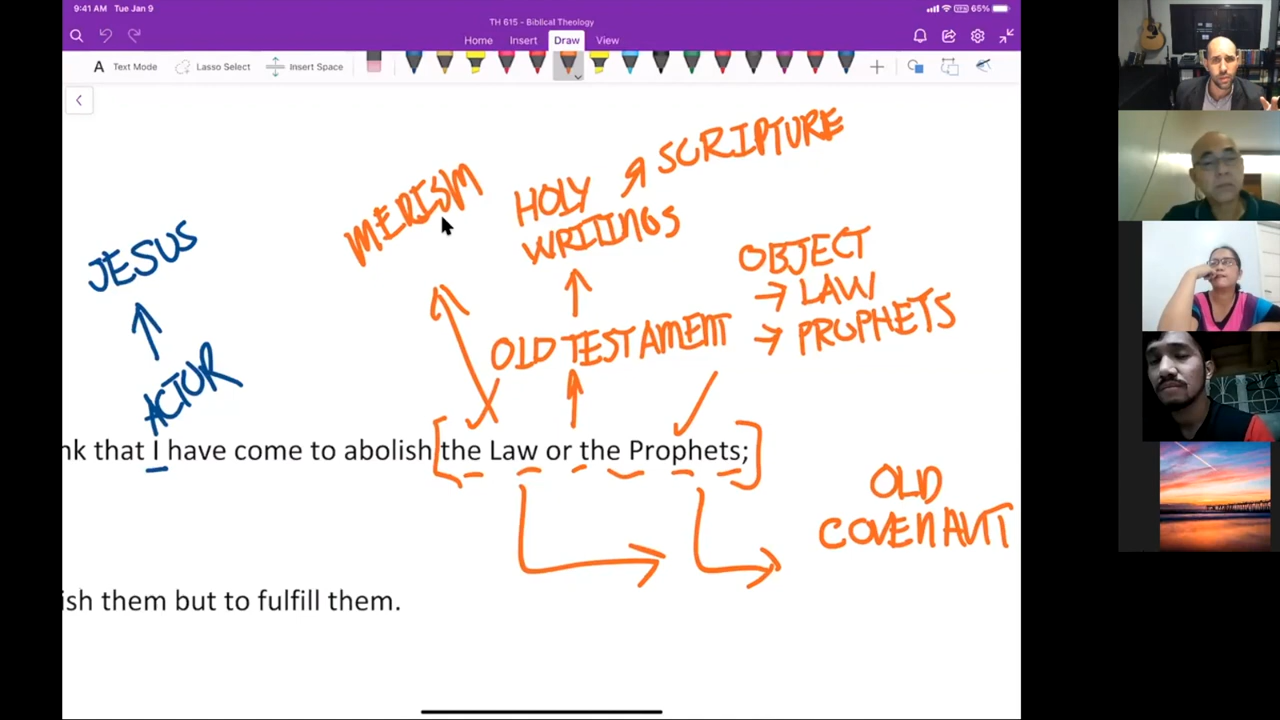 9:41 AM Tue Jan 9
65%
TH 615 - Biblical Theology
Home Insert Draw View
A Text Mode Lasso Select Insert Space
MERISM
HOLY
WRITINGS
SCRIPTURE
JESUS
OBJECT
→ LAW
→ PROPHETS
OLD TESTAMENT
ACTOR
nk that I have come to abolish [the Law or the Prophets;]
OLD
COVENANT
ish them but to fulfill them.